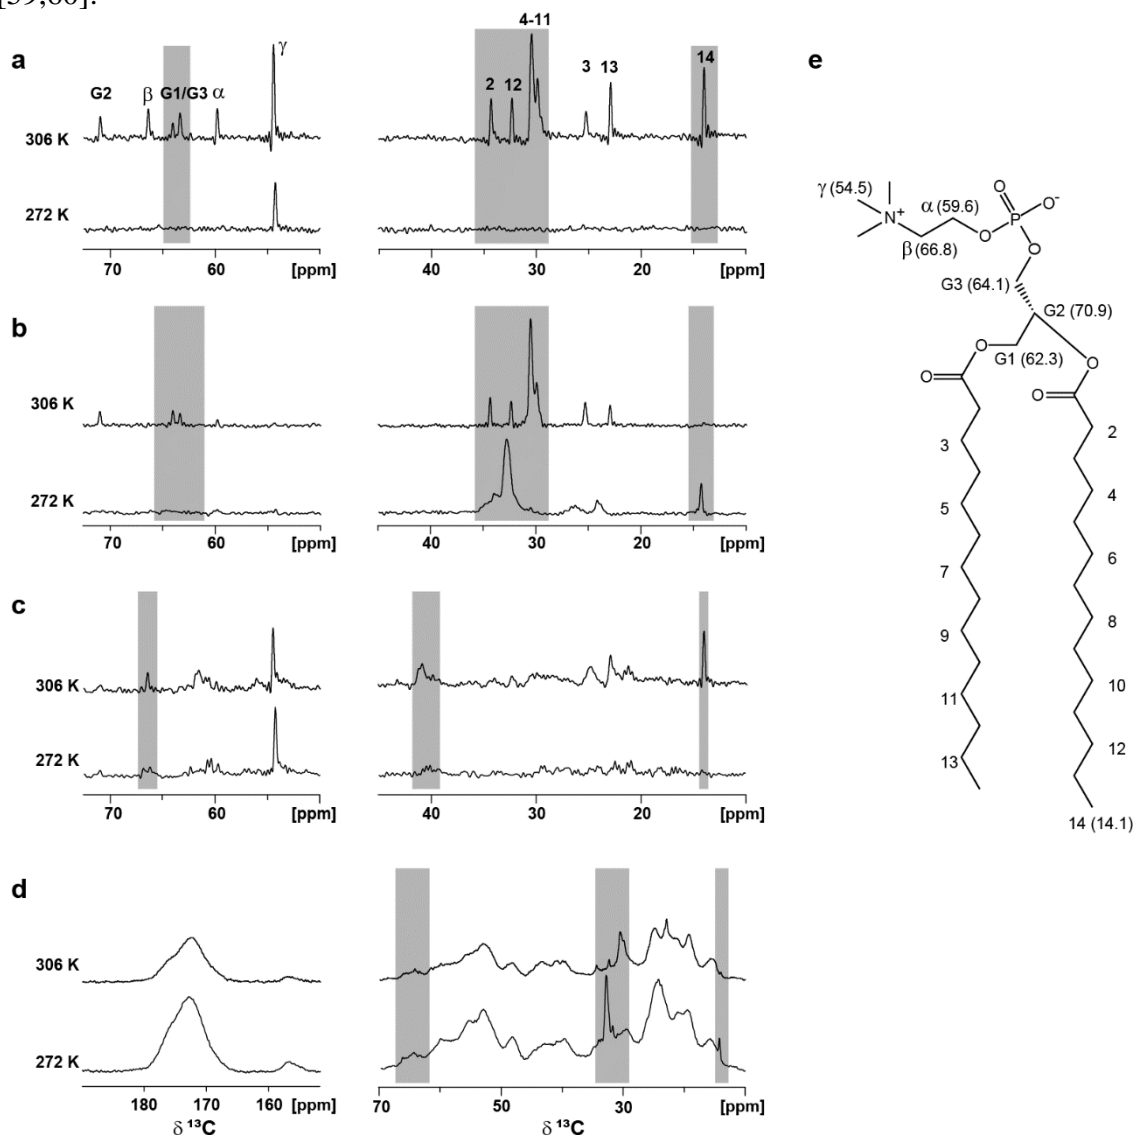 [59,60].
a
G2 β G1/G3 α γ
306 K
272 K
70 60 [ppm]
4-11
2 12 3 13 14
40 30 20 [ppm]
b
306 K
272 K
70 60 [ppm]
40 30 20 [ppm]
c
306 K
272 K
70 60 [ppm]
40 30 20 [ppm]
d
306 K
272 K
180 170 160 [ppm]
δ ¹³C
70 50 30 [ppm]
δ ¹³C
e
γ (54.5)
N+
α (59.6)
β (66.8)
O
O P O-
O
G3 (64.1)
G2 (70.9)
G1 (62.3)
O
O
O
O
2
3
4
5
6
7
8
9
10
11
12
13
14 (14.1)